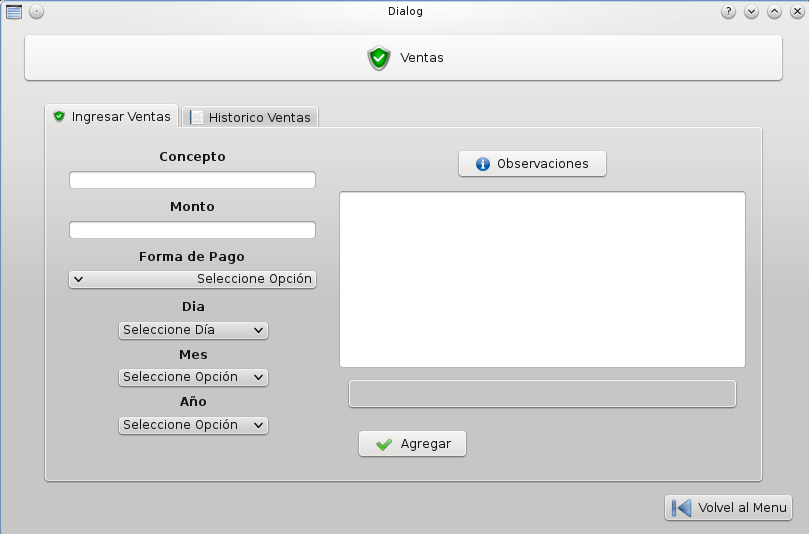 Dialog
Ventas
Ingresar Ventas
Historico Ventas
Concepto
Monto
Forma de Pago
Seleccione Opción
Dia
Seleccione Día
Mes
Seleccione Opción
Año
Seleccione Opción
Observaciones
Agregar
Volvel al Menu